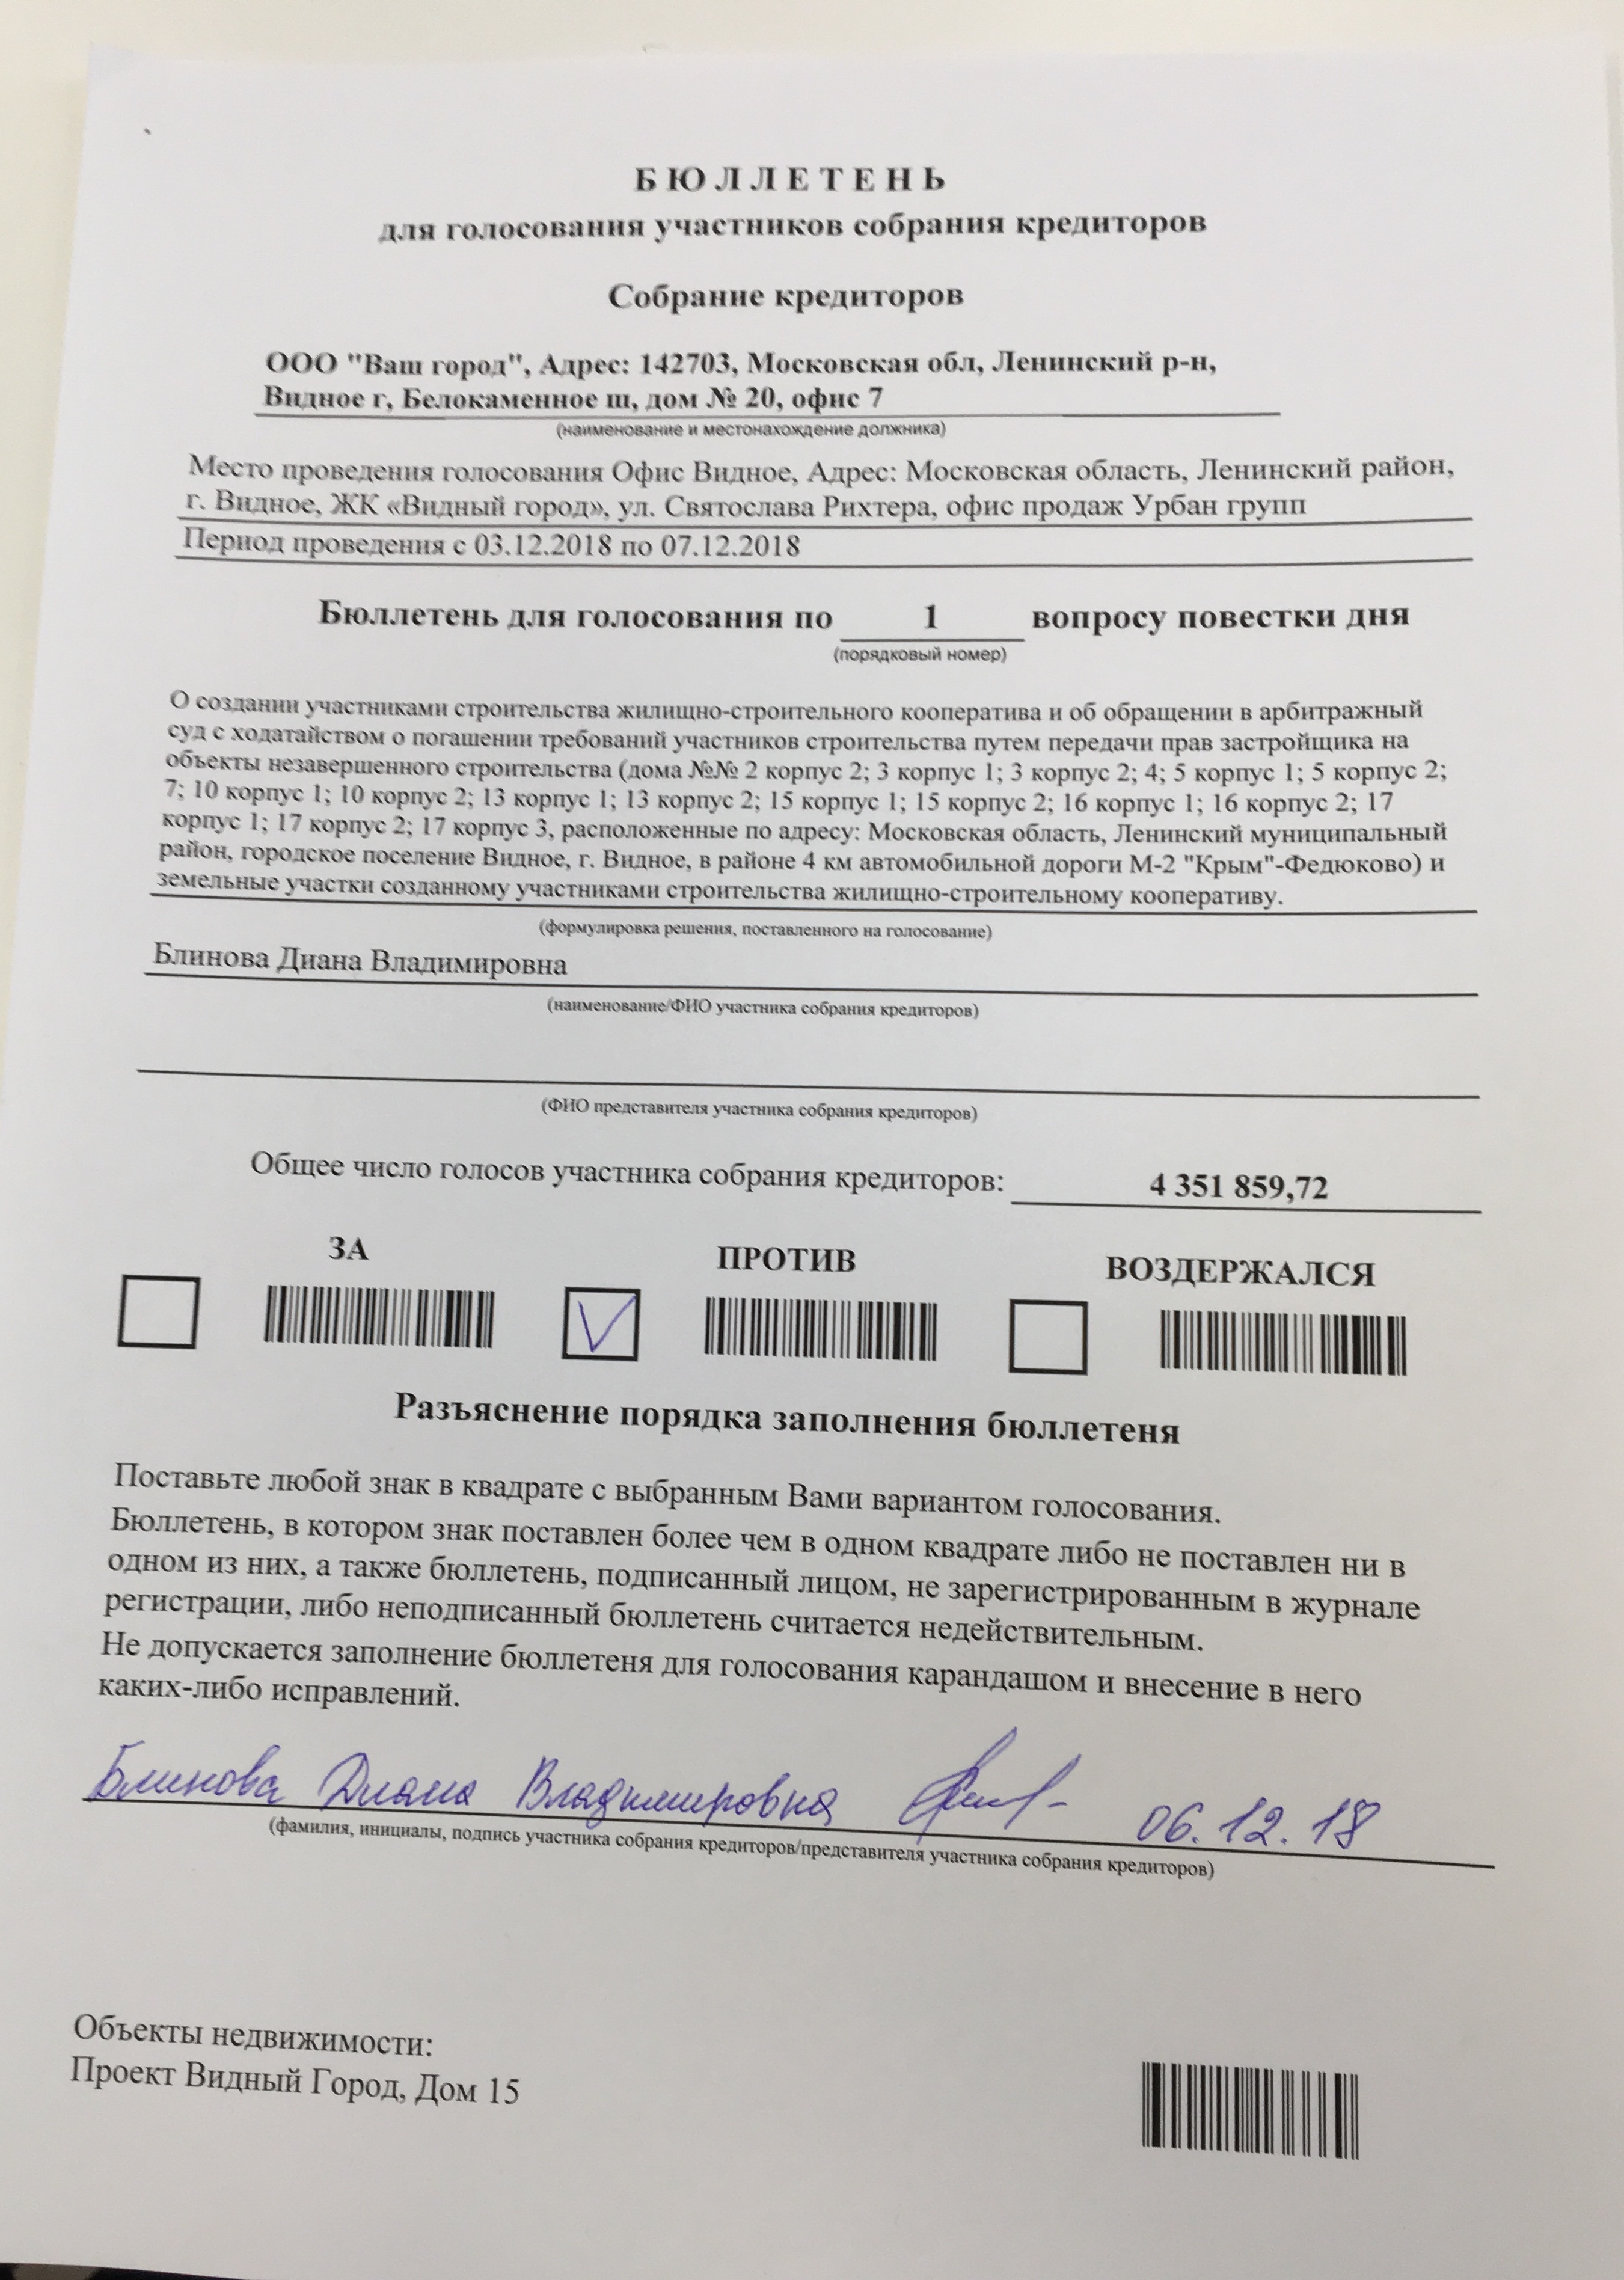 БЮЛЛЕТЕНЬ
для голосования участников собрания кредиторов
Собрание кредиторов
ООО "Ваш город", Адрес: 142703, Московская обл, Ленинский р-н,
Видное г, Белокаменное ш, дом № 20, офис 7
(наименование и местонахождение должника)
Место проведения голосования Офис Видное, Адрес: Московская область, Ленинский район,
г. Видное, ЖК «Видный город», ул. Святослава Рихтера, офис продаж Урбан групп
Период проведения с 03.12.2018 по 07.12.2018
Бюллетень для голосования по 1 вопросу повестки дня
(порядковый номер)
О создании участниками строительства жилищно-строительного кооператива и об обращении в арбитражный
суд с ходатайством о погашении требований участников строительства путем передачи прав застройщика на
объекты незавершенного строительства (дома №№ 2 корпус 2; 3 корпус 1; 3 корпус 2; 4; 5 корпус 1; 5 корпус 2;
7; 10 корпус 1; 10 корпус 2; 13 корпус 1; 13 корпус 2; 15 корпус 1; 15 корпус 2; 16 корпус 1; 16 корпус 2; 17
корпус 1; 17 корпус 2; 17 корпус 3, расположенные по адресу: Московская область, Ленинский муниципальный
район, городское поселение Видное, г. Видное, в районе 4 км автомобильной дороги М-2 "Крым"-Федюково) и
земельные участки созданному участниками строительства жилищно-строительному кооперативу.
(формулировка решения, поставленного на голосование)
Блинова Диана Владимировна
(наименование/ФИО участника собрания кредиторов)
(ФИО представителя участника собрания кредиторов)
Общее число голосов участника собрания кредиторов: 4 351 859,72
ЗА ПРОТИВ ВОЗДЕРЖАЛСЯ
Разъяснение порядка заполнения бюллетеня
Поставьте любой знак в квадрате с выбранным Вами вариантом голосования.
Бюллетень, в котором знак поставлен более чем в одном квадрате либо не поставлен ни в
одном из них, а также бюллетень, подписанный лицом, не зарегистрированным в журнале
регистрации, либо неподписанный бюллетень считается недействительным.
Не допускается заполнение бюллетеня для голосования карандашом и внесение в него
каких-либо исправлений.
Блинова Диана Владимировна 06.12.18
(фамилия, инициалы, подпись участника собрания кредиторов/представителя участника собрания кредиторов)
Объекты недвижимости:
Проект Видный Город, Дом 15